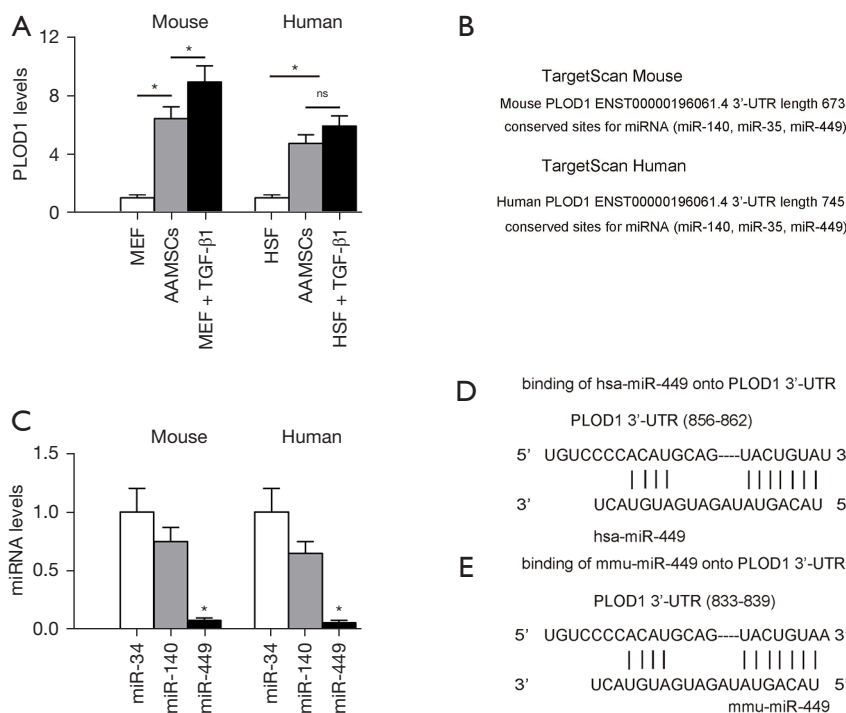 A
Mouse
Human
PLOD1 levels
12
8
4
0
*
*
*
ns
MEF
AAMSCs
MEF + TGF-β1
HSF
AAMSCs
HSF + TGF-β1
B
TargetScan Mouse
Mouse PLOD1 ENST00000196061.4 3'-UTR length 673
conserved sites for miRNA (miR-140, miR-35, miR-449)
TargetScan Human
Human PLOD1 ENST00000196061.4 3'-UTR length 745
conserved sites for miRNA (miR-140, miR-35, miR-449)
C
Mouse
Human
miRNA levels
1.5
1.0
0.5
0.0
*
*
miR-34
miR-140
miR-449
miR-34
miR-140
miR-449
D
binding of hsa-miR-449 onto PLOD1 3'-UTR
PLOD1 3'-UTR (856-862)
5' UGUCCCCACAUGCAG----UACUGUAU 3
3' UCAUGUAGUAGAUAUGACAU 5
hsa-miR-449
E
binding of mmu-miR-449 onto PLOD1 3'-UTR
PLOD1 3'-UTR (833-839)
5' UGUCCCCACAUGCAG----UACUGUAA 3'
3' UCAUGUAGUAGAUAUGACAU 5'
mmu-miR-449